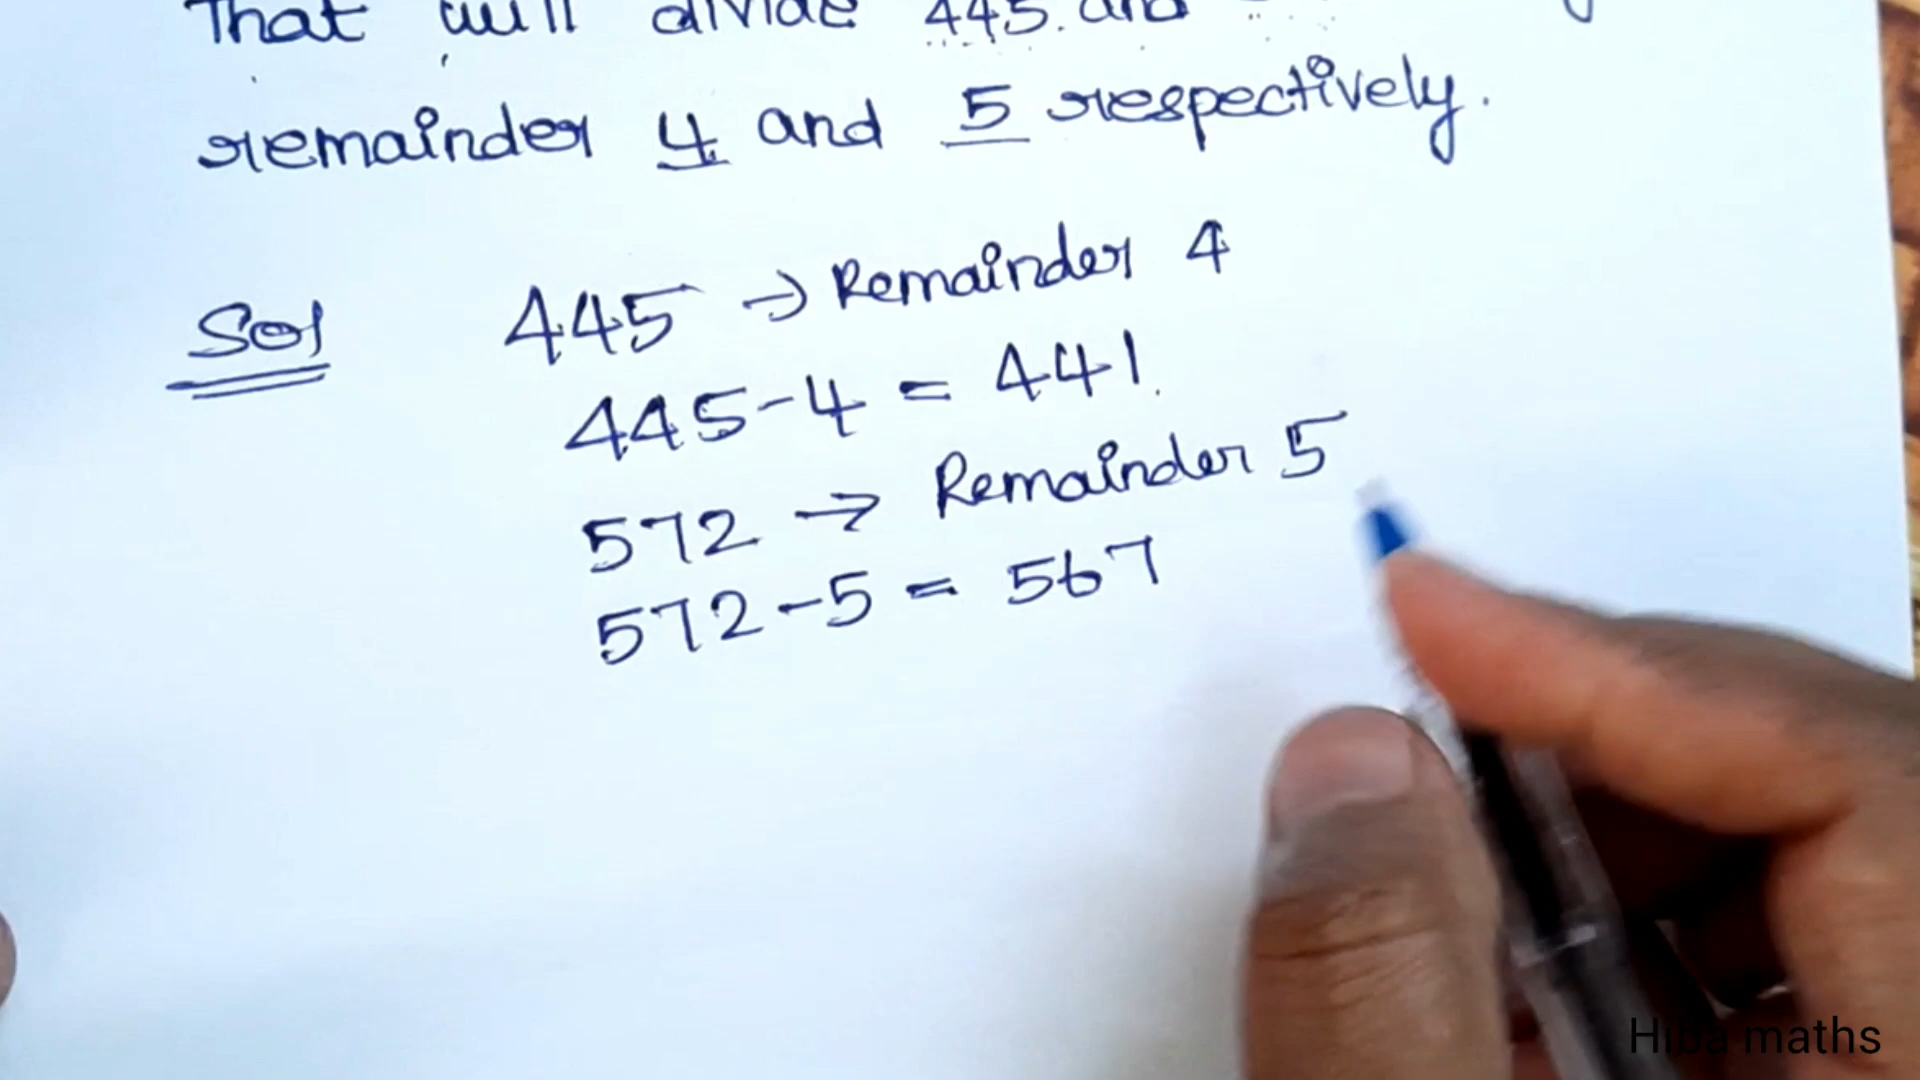 That will divide 445 and
remainder 4 and 5 respectively.
Sol 445 → Remainder 4
445-4 = 441.
572 → Remainder 5
572-5 = 567
Hiba maths